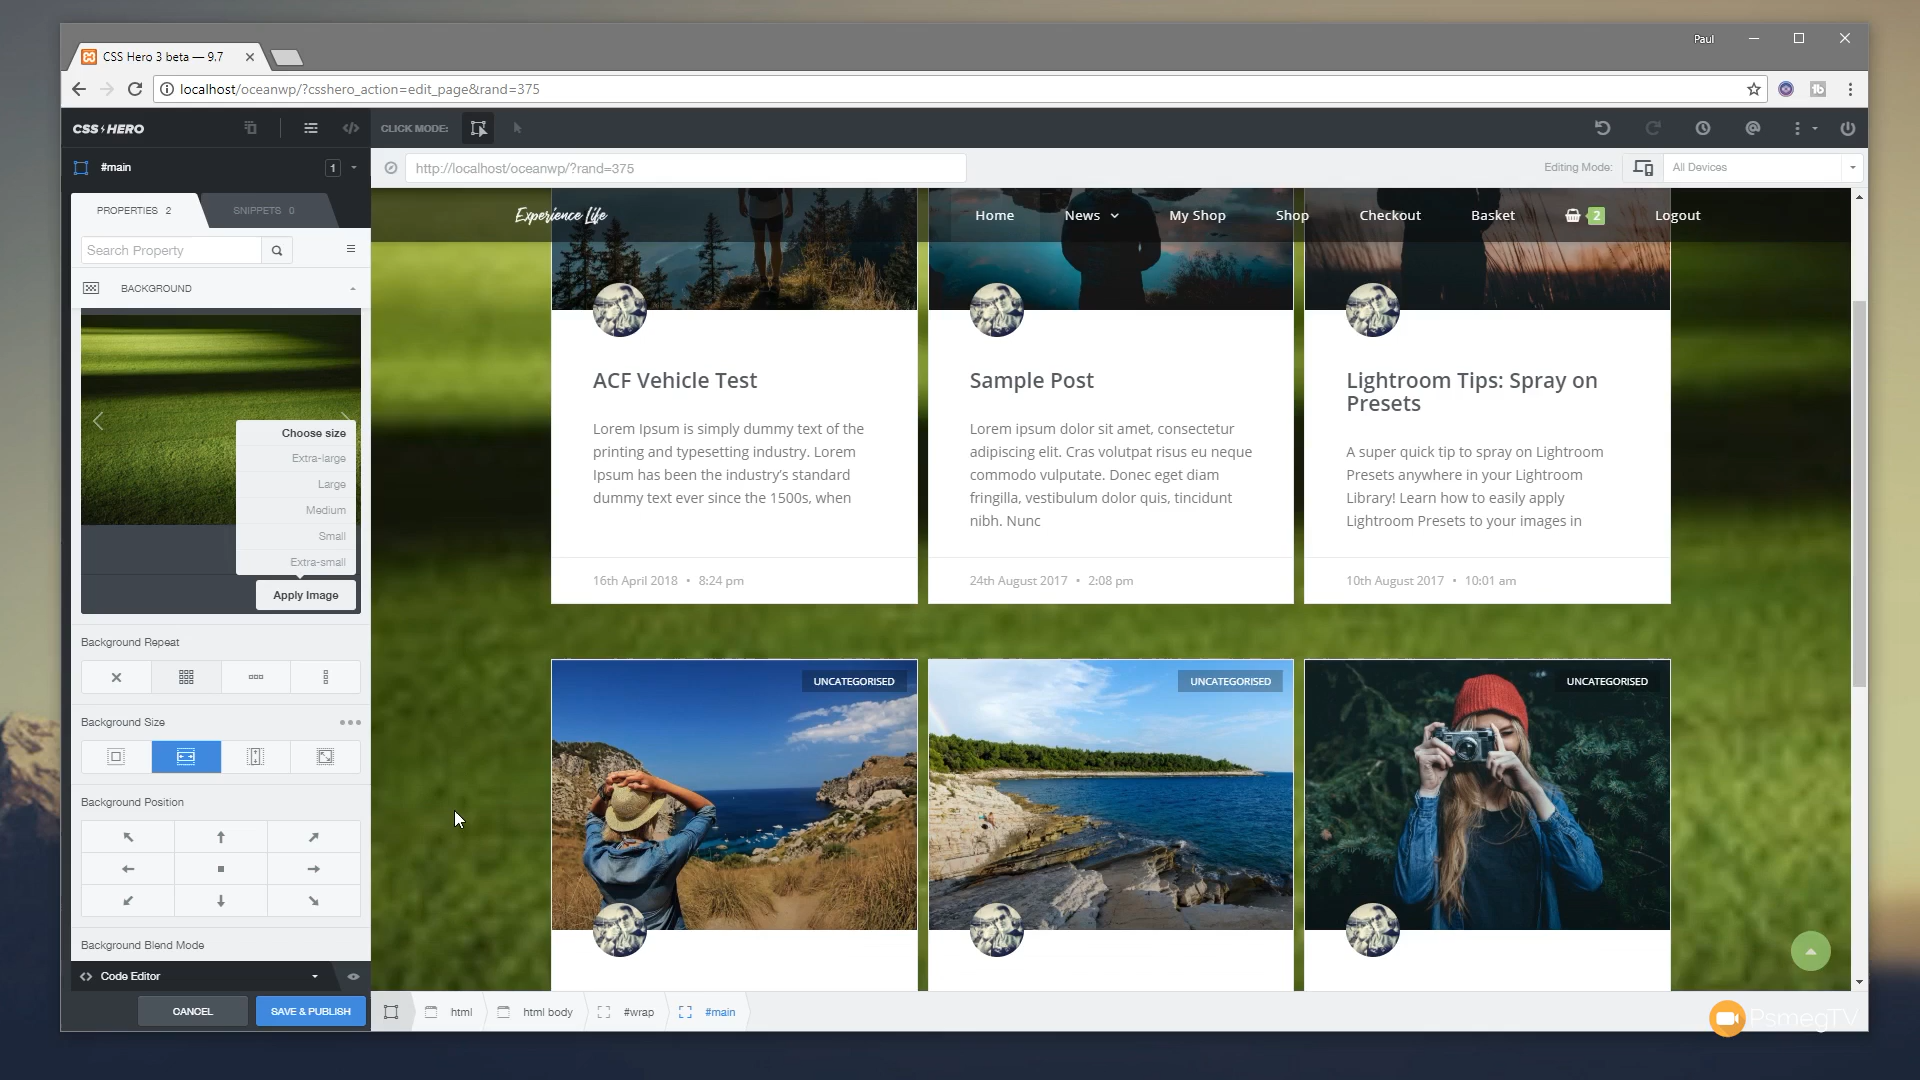 CSS Hero 3 beta — 9.7
Paul
localhost/oceanwp/?csshero_action=edit_page&rand=375
CSS HERO
CLICK MODE:
#main
1
http://localhost/oceanwp/?rand=375
Editing Mode:
All Devices
PROPERTIES 2
SNIPPETS 0
Search Property
BACKGROUND
Choose size
Extra-large
Large
Medium
Small
Extra-small
Apply Image
Background Repeat
Background Size
Background Position
Background Blend Mode
Code Editor
CANCEL
SAVE & PUBLISH
Experience Life
Home
News
My Shop
Shop
Checkout
Basket
2
Logout
ACF Vehicle Test
Lorem Ipsum is simply dummy text of the
printing and typesetting industry. Lorem
Ipsum has been the industry's standard
dummy text ever since the 1500s, when
16th April 2018 • 8:24 pm
Sample Post
Lorem ipsum dolor sit amet, consectetur
adipiscing elit. Cras volutpat risus eu neque
commodo vulputate. Donec eget diam
fringilla, vestibulum dolor quis, tincidunt
nibh. Nunc
24th August 2017 • 2:08 pm
Lightroom Tips: Spray on
Presets
A super quick tip to spray on Lightroom
Presets anywhere in your Lightroom
Library! Learn how to easily apply
Lightroom Presets to your images in
10th August 2017 • 10:01 am
UNCATEGORISED
UNCATEGORISED
UNCATEGORISED
html
html body
#wrap
#main
PsmegTV